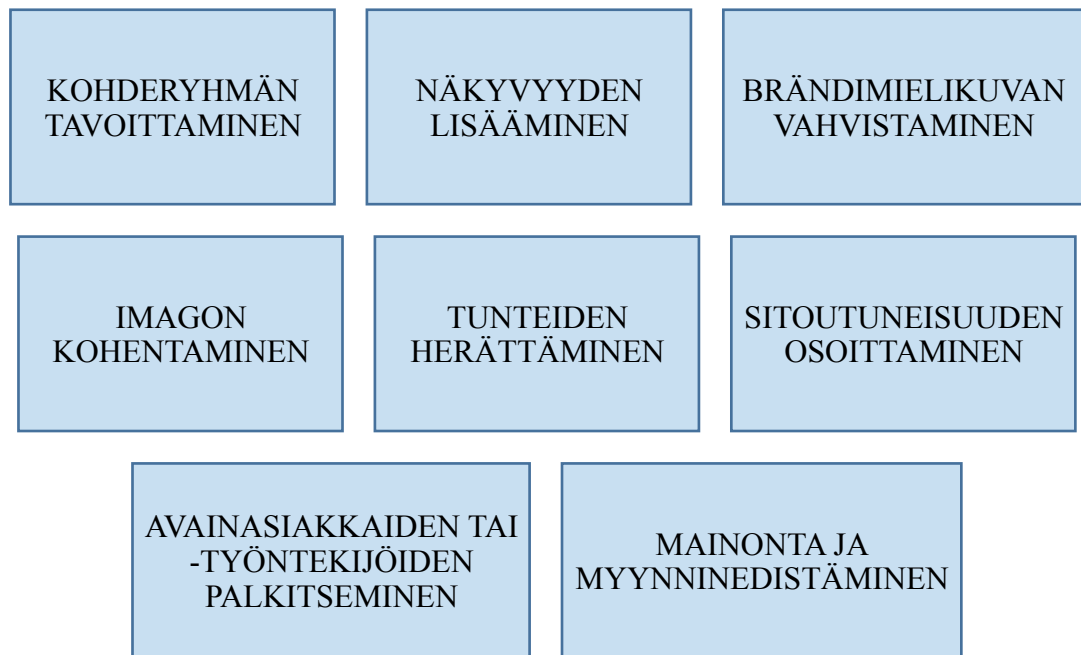 KOHDERYHMÄN
TAVOITTAMINEN
NÄKYVYYDEN
LISÄÄMINEN
BRÄNDIMIELIKUVAN
VAHVISTAMINEN
IMAGON
KOHENTAMINEN
TUNTEIDEN
HERÄTTÄMINEN
SITOUTUNEISUUDEN
OSOITTAMINEN
AVAINASIAKKAIDEN TAI
-TYÖNTEKIJÖIDEN
PALKITSEMINEN
MAINONTA JA
MYYNNINEDISTÄMINEN